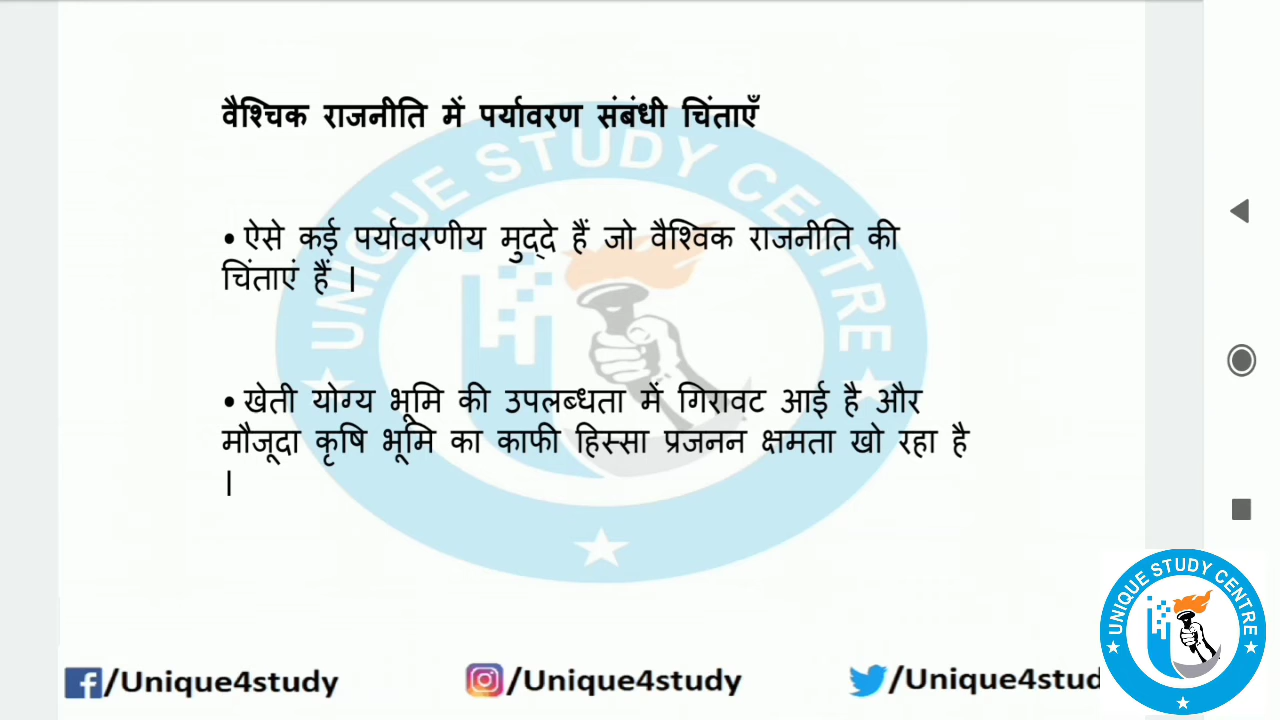 वैश्विक राजनीति में पर्यावरण संबंधी चिंताएँ
• ऐसे कई पर्यावरणीय मुद्दे हैं जो वैश्विक राजनीति की
चिंताएं हैं ।
• खेती योग्य भूमि की उपलब्धता में गिरावट आई है और
मौजूदा कृषि भूमि का काफी हिस्सा प्रजनन क्षमता खो रहा है
।
UNIQUE STUDY CENTRE
/Unique4study
/Unique4study
/Unique4stud
UNIQUE STUDY CENTRE